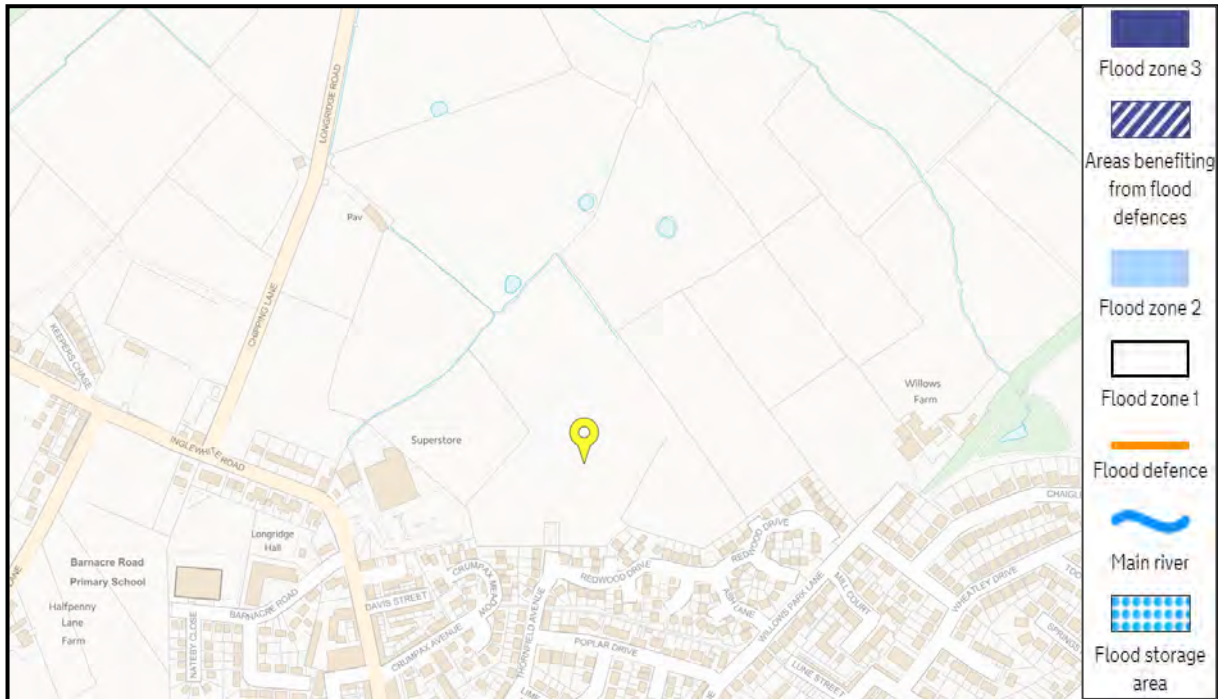 LONGRIDGE ROAD
Pav
CHIPPING LANE
KEEPERS CHASE
Willows
Farm
Superstore
INGLEWHITE ROAD
CHAIGL
Longridge
Hall
REDWOOD DRIVE
Barnacre Road
Primary School
CRUMPAX MEADOW
REDWOOD DRIVE
ASH LANE
WILLOWS PARK LANE
MILL COURT
WHEATLEY DRIVE
BARNACRE ROAD
DAVIS STREET
Halfpenny
Lane
Farm
NATEBY CLOSE
CRUMPAX AVENUE
THORNFIELD AVENUE
POPLAR DRIVE
LUNE STREET
SPRINGS
LIME
Flood zone 3
Areas benefiting
from flood
defences
Flood zone 2
Flood zone 1
Flood defence
Main river
Flood storage
area